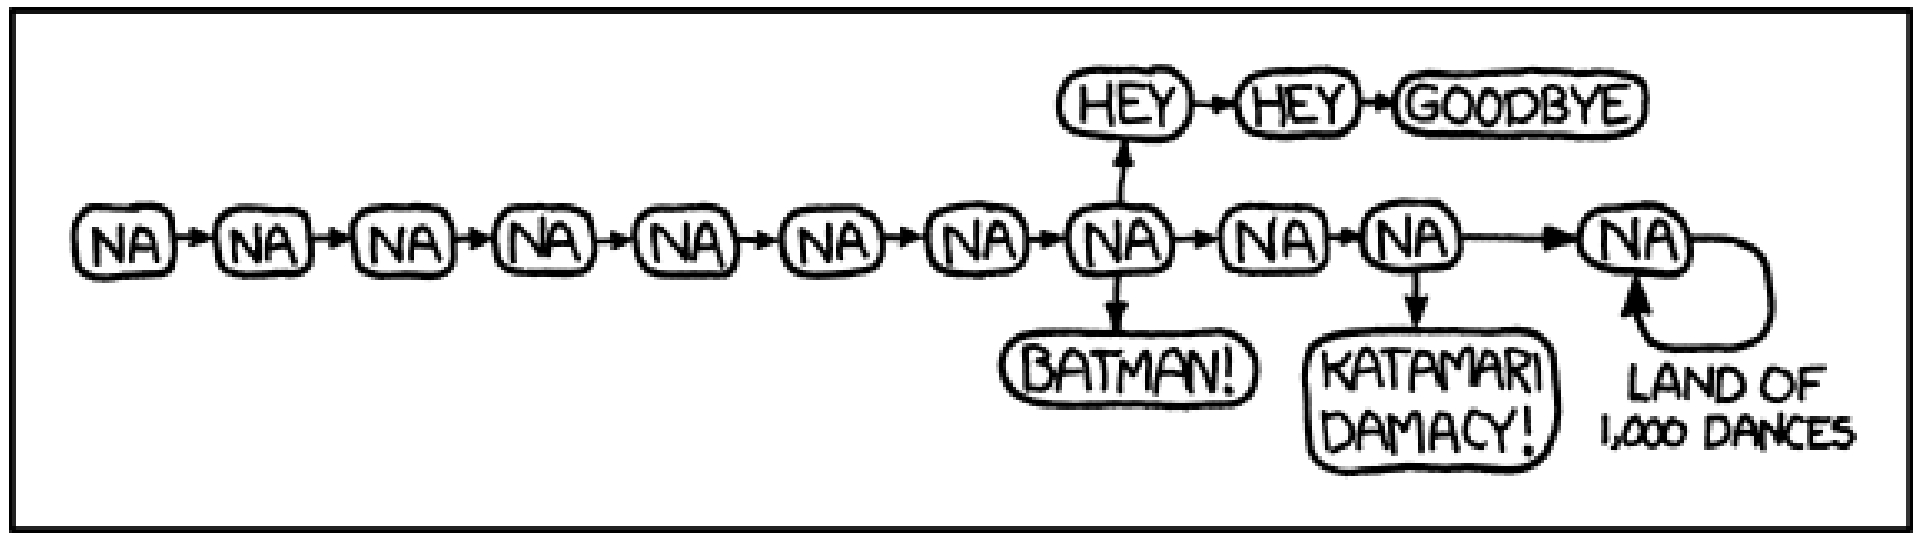 HEY HEY GOODBYE
NA NA NA NA NA NA NA NA NA NA NA
BATMAN!
KATAMARI
DAMACY!
LAND OF
1,000 DANCES